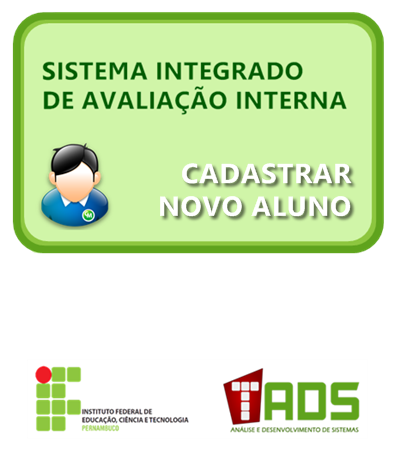 SISTEMA INTEGRADO
DE AVALIAÇÃO INTERNA
CADASTRAR
NOVO ALUNO
INSTITUTO FEDERAL DE
EDUCAÇÃO, CIÊNCIA E TECNOLOGIA
PERNAMBUCO
TADS
ANÁLISE E DESENVOLVIMENTO DE SISTEMAS